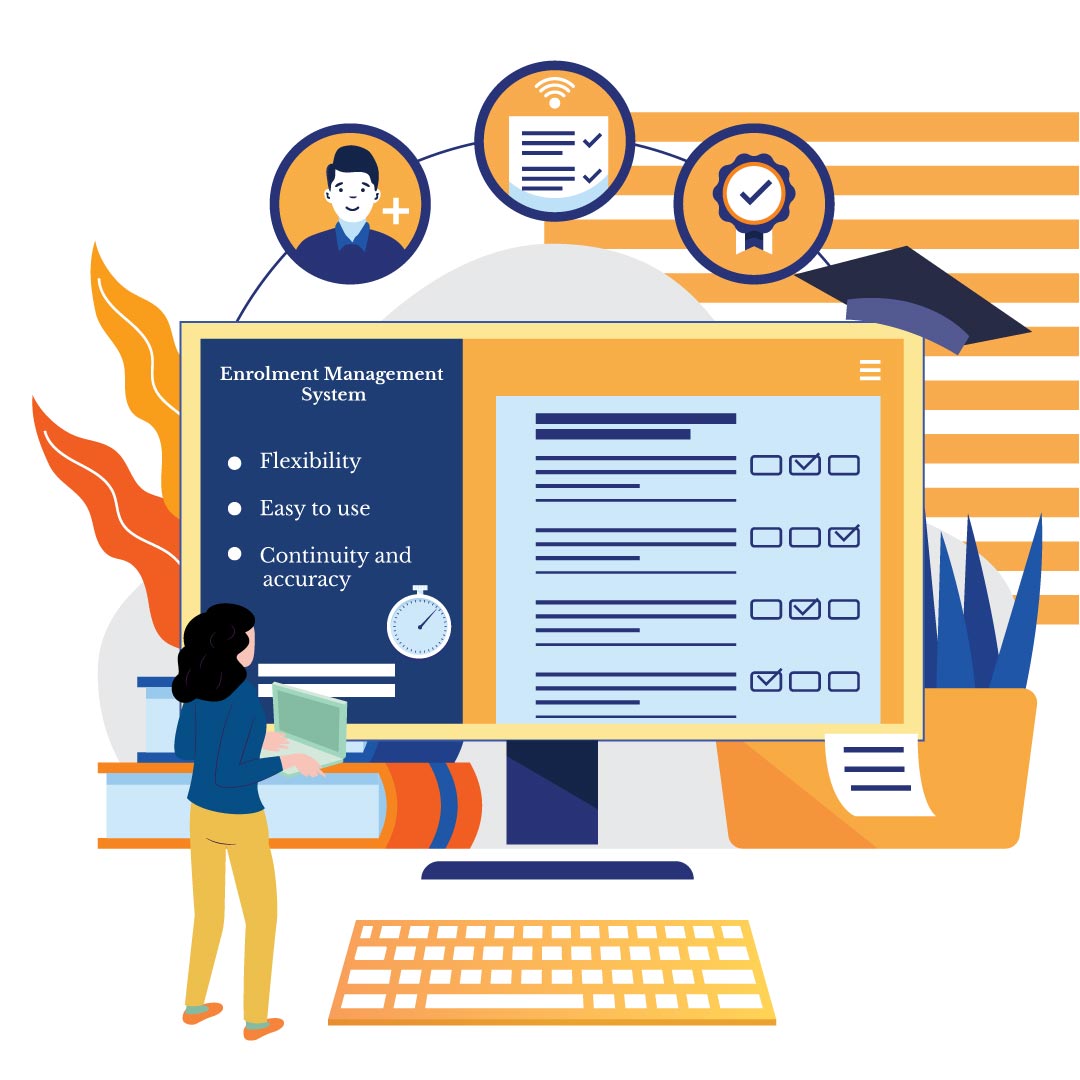 Enrolment Management
System
Flexibility
Easy to use
Continuity and
accuracy